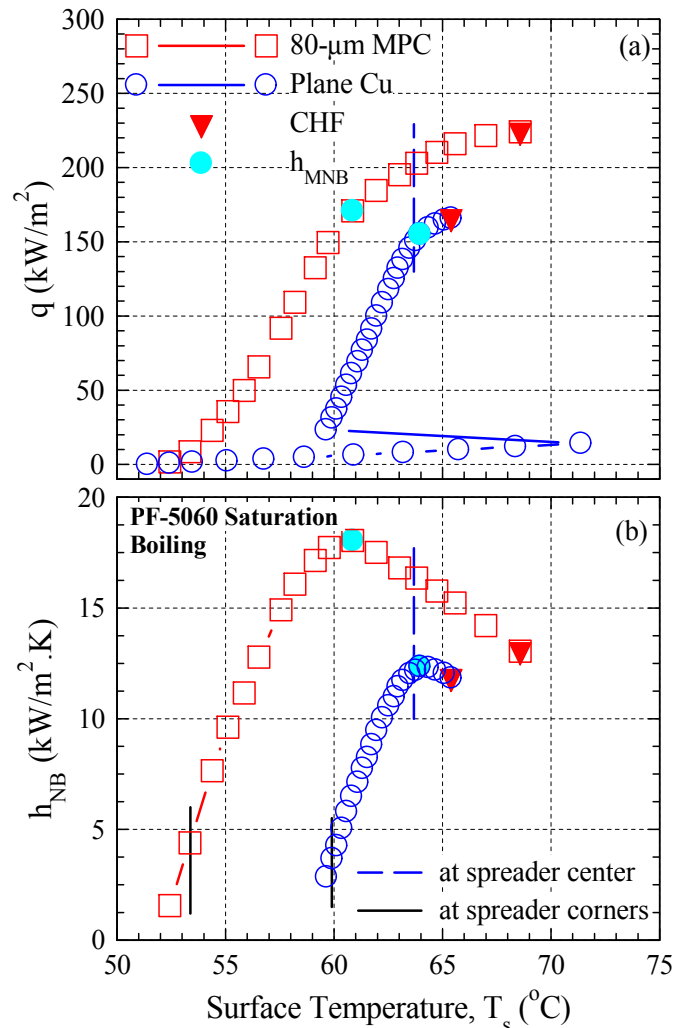 300
250
200
150
100
50
0
q (kW/m²)
80-μm MPC
Plane Cu
CHF
h_MNB
(a)
20
15
10
5
0
h_NB (kW/m².K)
PF-5060 Saturation
Boiling
(b)
at spreader center
at spreader corners
50 55 60 65 70 75
Surface Temperature, T_s (°C)